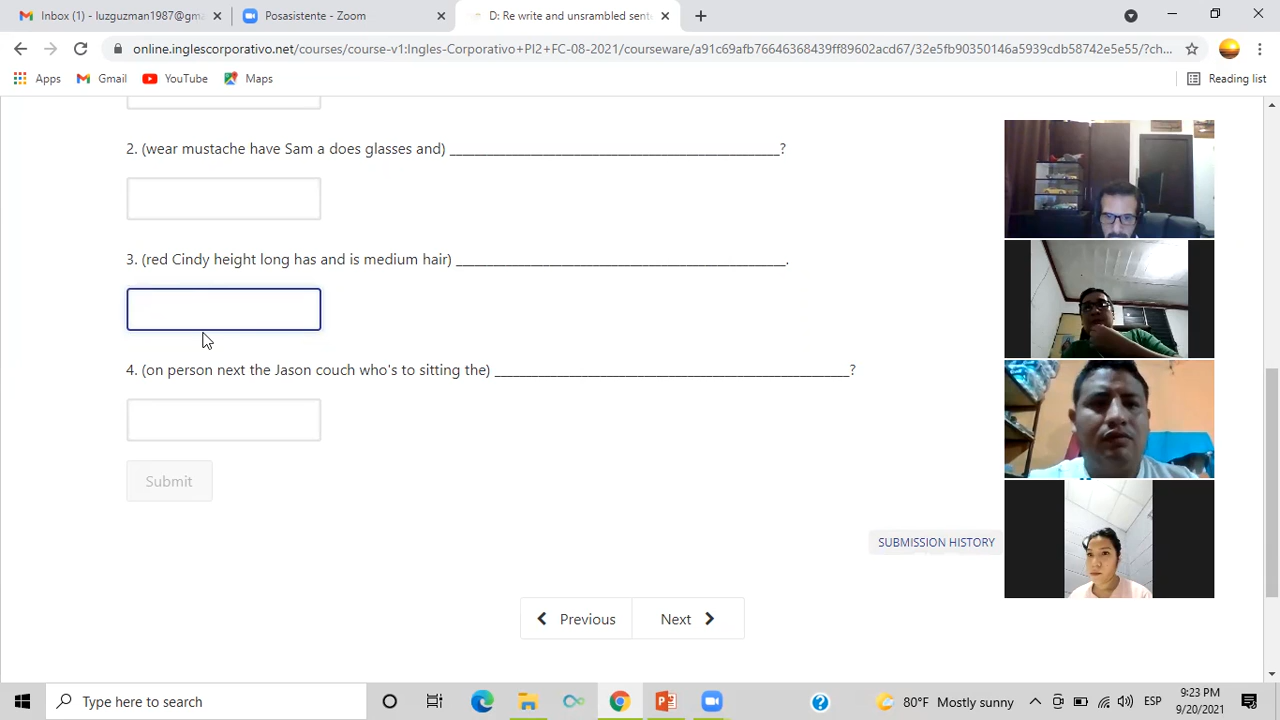 Inbox (1) - luzguzman1987@gma
Posasistente - Zoom
D: Re write and unsrambled sent
online.inglescorporativo.net/courses/course-v1:Ingles-Corporativo+PI2+FC-08-2021/courseware/a91c69afb76646368439ff89602acd67/32e5fb90350146a5939cdb58742e5e55/?ch...
Apps
Gmail
YouTube
Maps
Reading list
2. (wear mustache have Sam a does glasses and) ________________________________________?
3. (red Cindy height long has and is medium hair) ________________________________________.
4. (on person next the Jason couch who's to sitting the) ___________________________________________?
Submit
SUBMISSION HISTORY
Previous
Next
Type here to search
80°F Mostly sunny
ESP
9:23 PM
9/20/2021